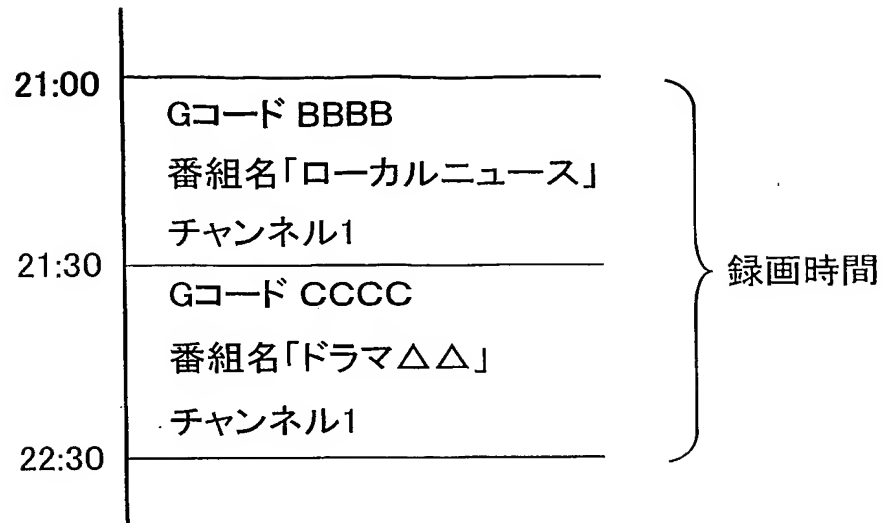 21:00
Gコード BBBB
番組名「ローカルニュース」
チャンネル1
21:30
Gコード CCCC
番組名「ドラマ△△」
チャンネル1
22:30
録画時間